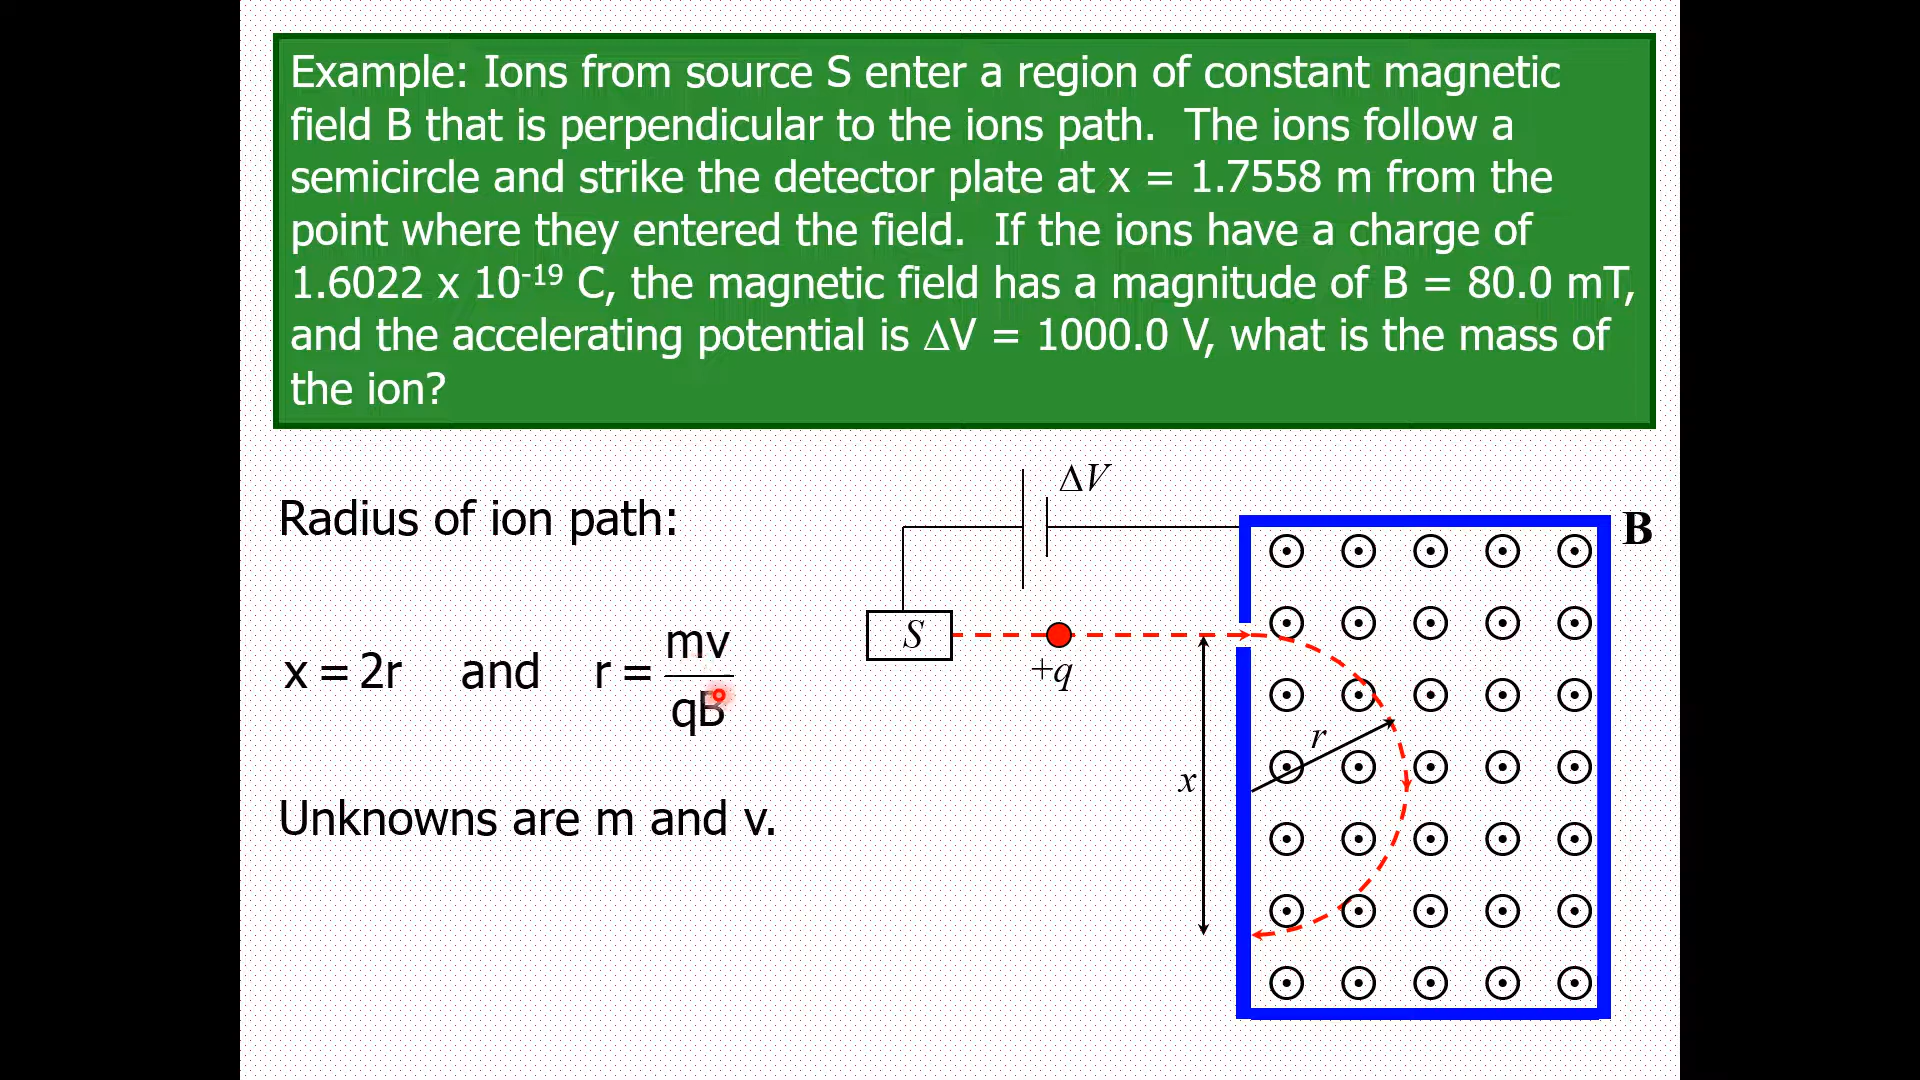 Example: Ions from source S enter a region of constant magnetic
field B that is perpendicular to the ions path.  The ions follow a
semicircle and strike the detector plate at x = 1.7558 m from the
point where they entered the field.  If the ions have a charge of
1.6022 x 10⁻¹⁹ C, the magnetic field has a magnitude of B = 80.0 mT,
and the accelerating potential is ΔV = 1000.0 V, what is the mass of
the ion?
ΔV
Radius of ion path:
B
S
+q
x = 2r and r = mv/qB
r
x
Unknowns are m and v.